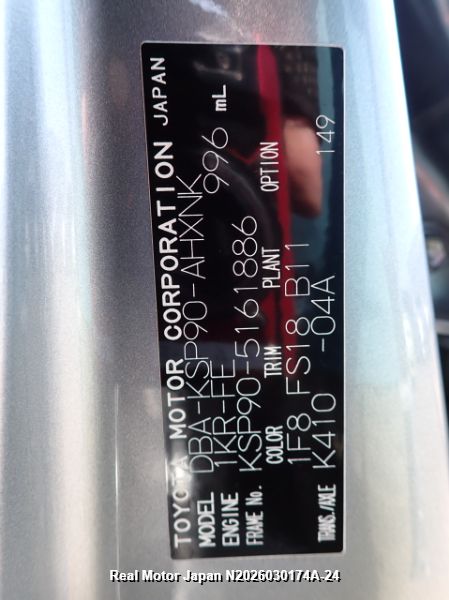 TOYOTA MOTOR CORPORATION JAPAN
MODEL DBA-KSP90-AHXNK
ENGINE 1KR-FE 996 mL
FRAME No. KSP90-5161886
COLOR TRIM PLANT OPTION
1F8 FS18 B11 149
TRANS./AXLE K410 -04A
Real Motor Japan N2026030174A-24